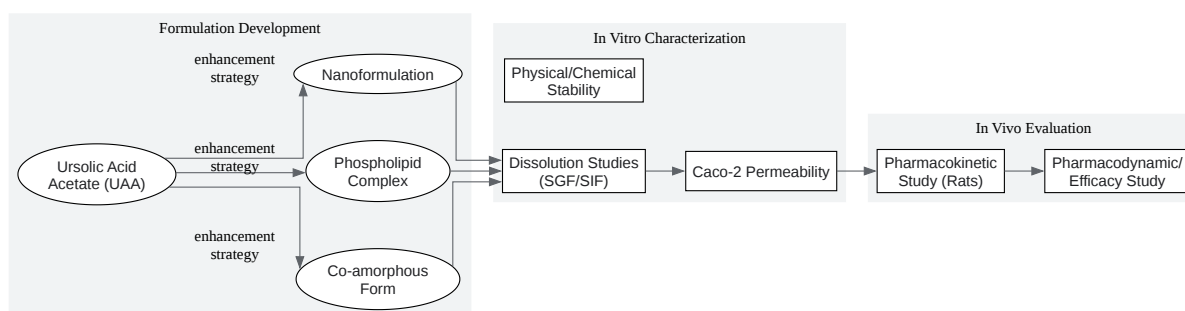 Formulation Development
enhancement
strategy
Nanoformulation
Ursolic Acid
Acetate (UAA)
enhancement
strategy
Phospholipid
Complex
enhancement
strategy
Co-amorphous
Form
In Vitro Characterization
Physical/Chemical
Stability
Dissolution Studies
(SGF/SIF)
Caco-2 Permeability
In Vivo Evaluation
Pharmacokinetic
Study (Rats)
Pharmacodynamic/
Efficacy Study